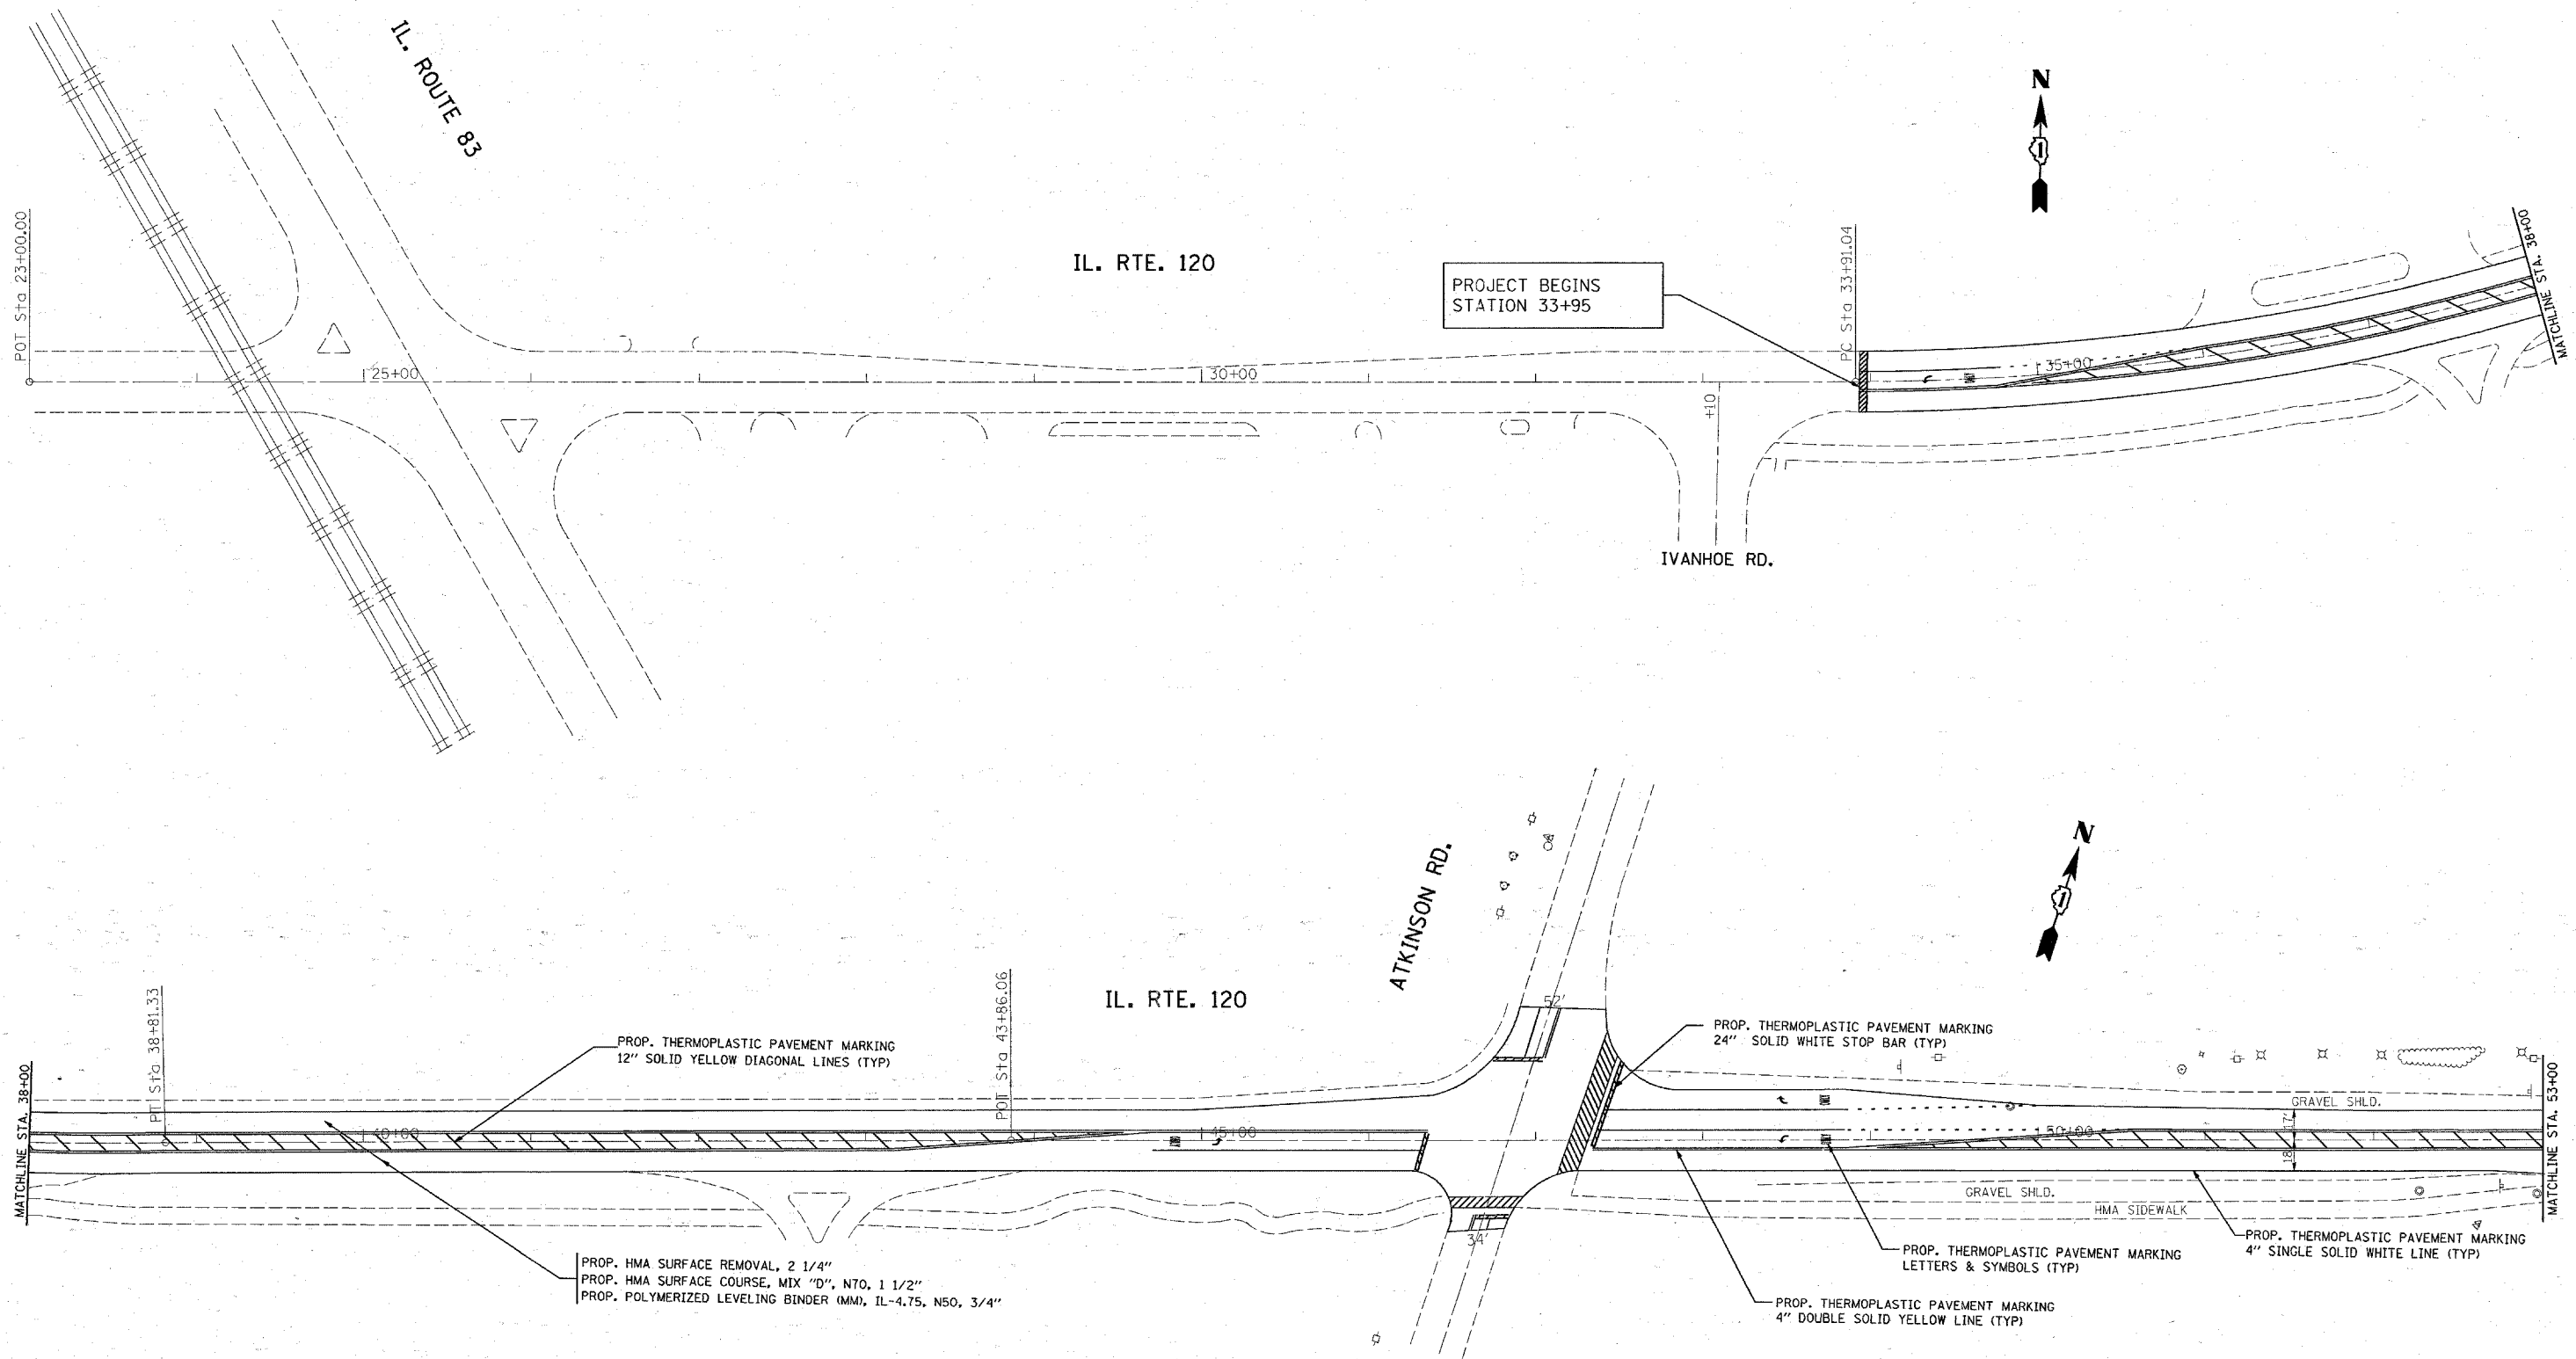 IL. ROUTE 83
N
1
POT Sta 23+00.00
IL. RTE. 120
PROJECT BEGINS
STATION 33+95
PC Sta 33+91.04
MATCHLINE STA. 38+00
25+00
30+00
35+00
+10
IVANHOE RD.
N
1
ATKINSON RD.
IL. RTE. 120
MATCHLINE STA. 38+00
PT Sta 38+81.33
POT Sta 43+86.06
52'
PROP. THERMOPLASTIC PAVEMENT MARKING
12" SOLID YELLOW DIAGONAL LINES (TYP)
PROP. THERMOPLASTIC PAVEMENT MARKING
24" SOLID WHITE STOP BAR (TYP)
GRAVEL SHLD.
MATCHLINE STA. 53+00
40+00
45+00
50+00
17'
18'
GRAVEL SHLD.
HMA SIDEWALK
34'
PROP. HMA SURFACE REMOVAL, 2 1/4"
PROP. HMA SURFACE COURSE, MIX "D", N70, 1 1/2"
PROP. POLYMERIZED LEVELING BINDER (MM), IL-4.75, N50, 3/4"
PROP. THERMOPLASTIC PAVEMENT MARKING
4" SINGLE SOLID WHITE LINE (TYP)
PROP. THERMOPLASTIC PAVEMENT MARKING
LETTERS & SYMBOLS (TYP)
PROP. THERMOPLASTIC PAVEMENT MARKING
4" DOUBLE SOLID YELLOW LINE (TYP)